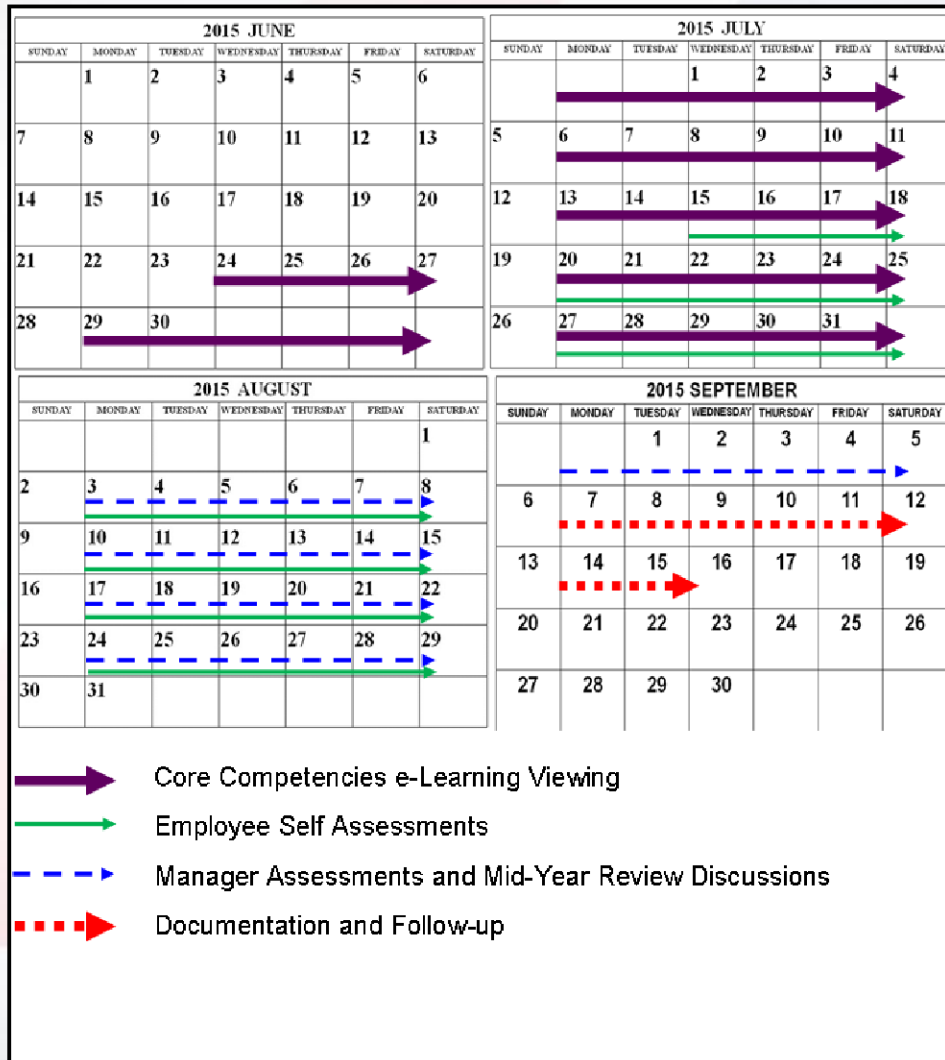 2015 JUNE
SUNDAY MONDAY TUESDAY WEDNESDAY THURSDAY FRIDAY SATURDAY
1 2 3 4 5 6
7 8 9 10 11 12 13
14 15 16 17 18 19 20
21 22 23 24 25 26 27
28 29 30
2015 JULY
SUNDAY MONDAY TUESDAY WEDNESDAY THURSDAY FRIDAY SATURDAY
1 2 3 4
5 6 7 8 9 10 11
12 13 14 15 16 17 18
19 20 21 22 23 24 25
26 27 28 29 30 31
2015 AUGUST
SUNDAY MONDAY TUESDAY WEDNESDAY THURSDAY FRIDAY SATURDAY
1
2 3 4 5 6 7 8
9 10 11 12 13 14 15
16 17 18 19 20 21 22
23 24 25 26 27 28 29
30 31
2015 SEPTEMBER
SUNDAY MONDAY TUESDAY WEDNESDAY THURSDAY FRIDAY SATURDAY
1 2 3 4 5
6 7 8 9 10 11 12
13 14 15 16 17 18 19
20 21 22 23 24 25 26
27 28 29 30
Core Competencies e-Learning Viewing
Employee Self Assessments
Manager Assessments and Mid-Year Review Discussions
Documentation and Follow-up